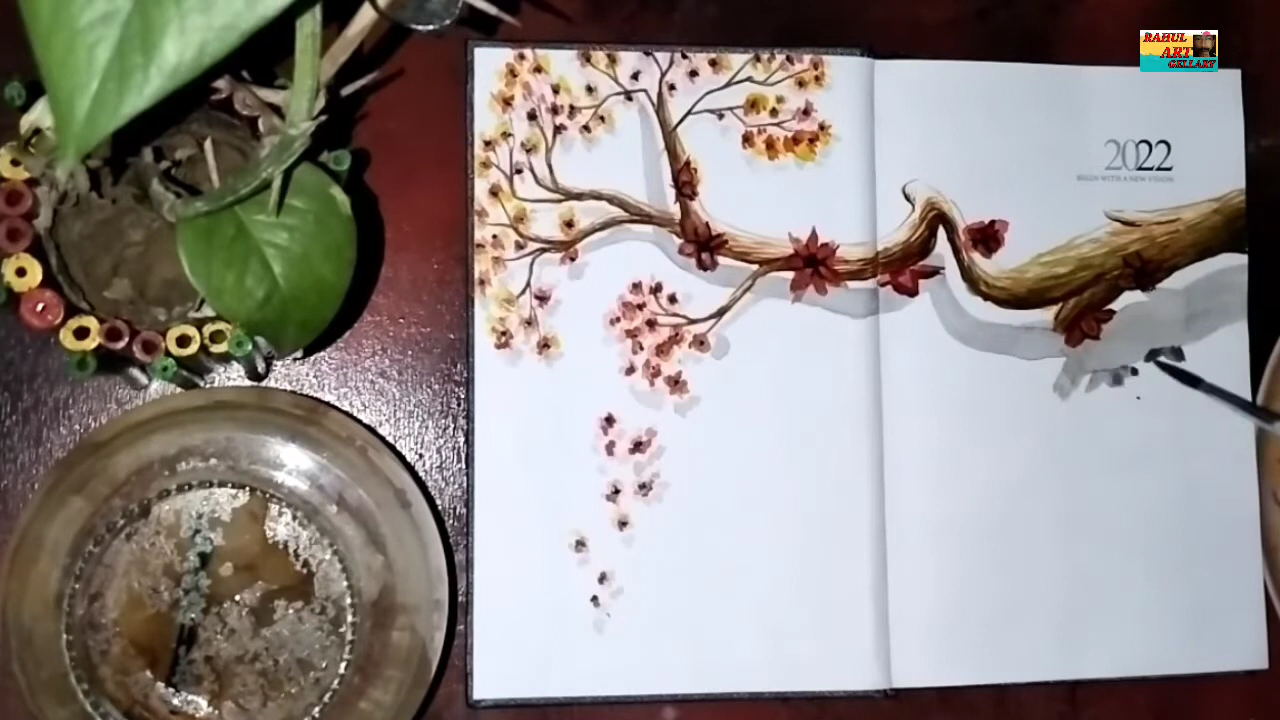 RAHUL
ART
GELLARY
2022
BEGIN WITH A NEW VISION